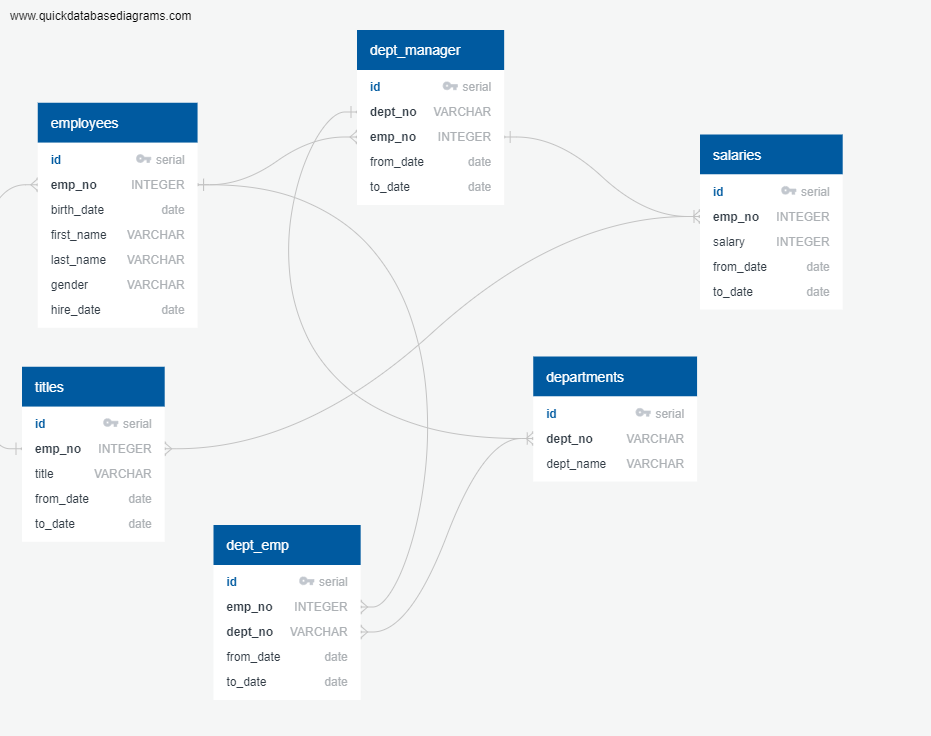 www.quickdatabasediagrams.com
dept_manager
id serial
dept_no VARCHAR
emp_no INTEGER
from_date date
to_date date
employees
id serial
emp_no INTEGER
birth_date date
first_name VARCHAR
last_name VARCHAR
gender VARCHAR
hire_date date
salaries
id serial
emp_no INTEGER
salary INTEGER
from_date date
to_date date
titles
id serial
emp_no INTEGER
title VARCHAR
from_date date
to_date date
departments
id serial
dept_no VARCHAR
dept_name VARCHAR
dept_emp
id serial
emp_no INTEGER
dept_no VARCHAR
from_date date
to_date date